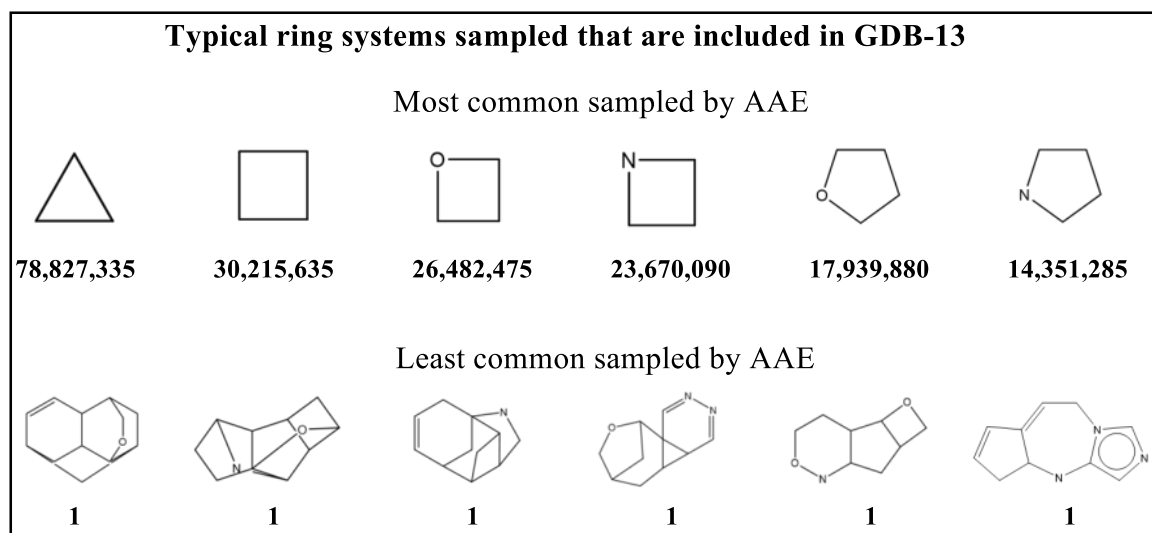 Typical ring systems sampled that are included in GDB-13
Most common sampled by AAE
O N O N
78,827,335 30,215,635 26,482,475 23,670,090 17,939,880 14,351,285
Least common sampled by AAE
O N O N O N N O N O N N N
1 1 1 1 1 1